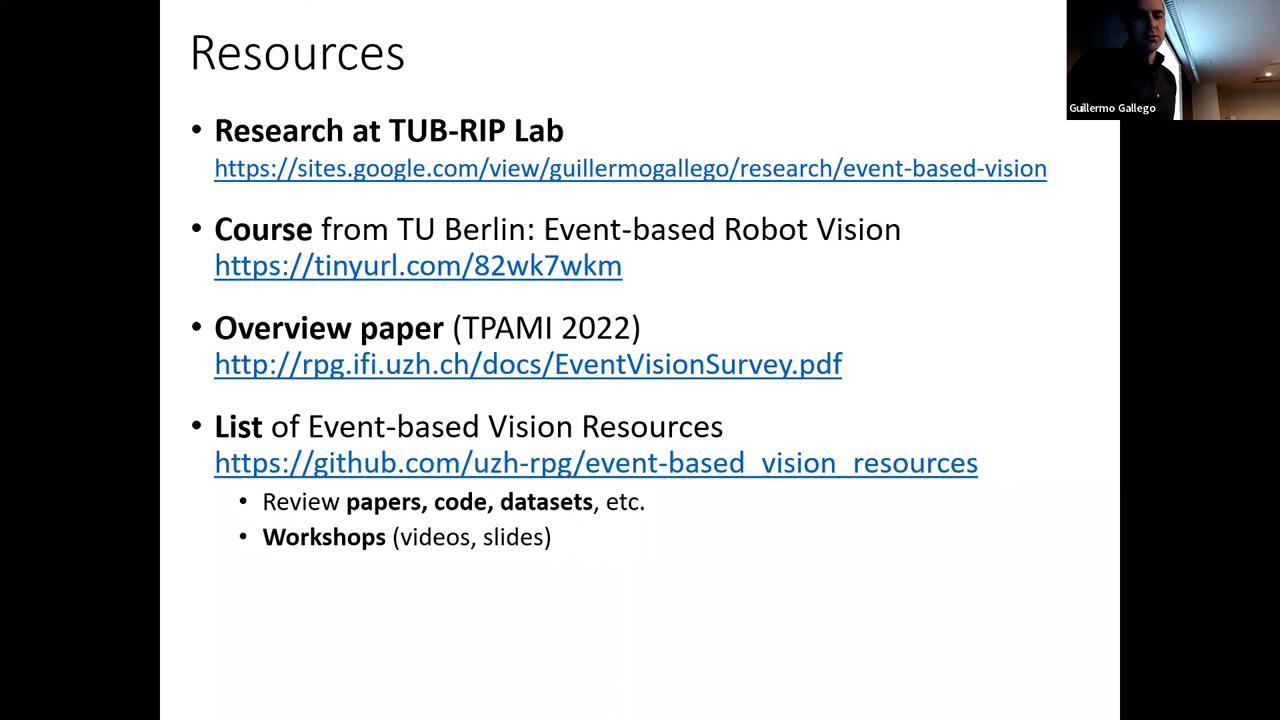 Resources
Guillermo Gallego
• Research at TUB-RIP Lab
https://sites.google.com/view/guillermogallego/research/event-based-vision
• Course from TU Berlin: Event-based Robot Vision
https://tinyurl.com/82wk7wkm
• Overview paper (TPAMI 2022)
http://rpg.ifi.uzh.ch/docs/EventVisionSurvey.pdf
• List of Event-based Vision Resources
https://github.com/uzh-rpg/event-based_vision_resources
• Review papers, code, datasets, etc.
• Workshops (videos, slides)